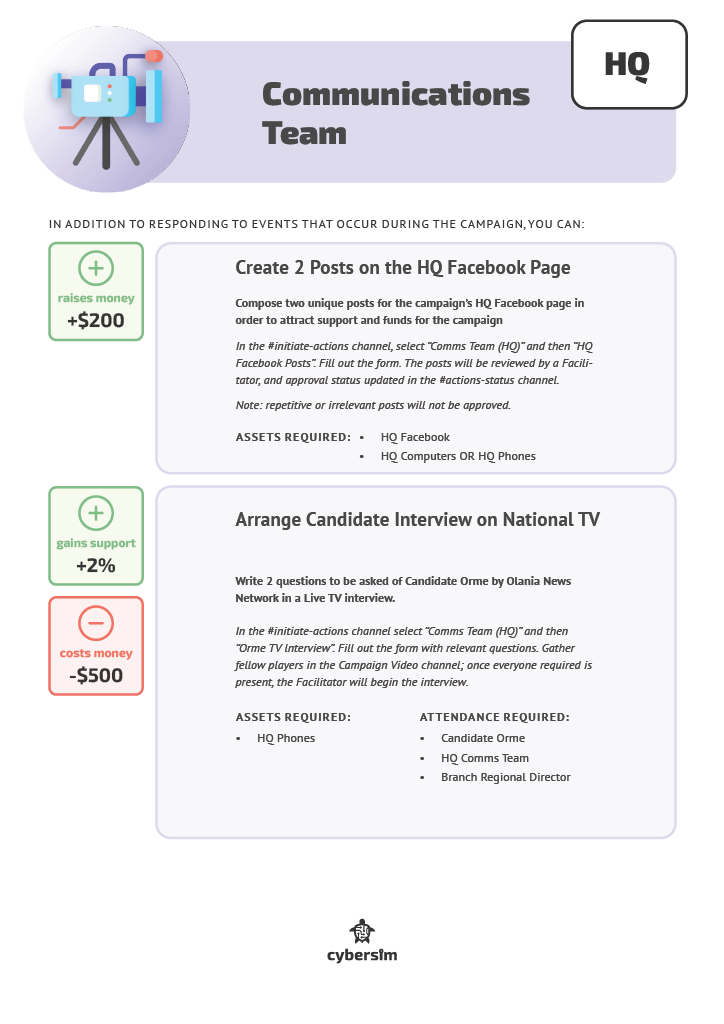 HQ
Communications
Team
IN ADDITION TO RESPONDING TO EVENTS THAT OCCUR DURING THE CAMPAIGN, YOU CAN:
raises money
+$200
Create 2 Posts on the HQ Facebook Page
Compose two unique posts for the campaign's HQ Facebook page in
order to attract support and funds for the campaign
In the #initiate-actions channel, select "Comms Team (HQ)" and then "HQ
Facebook Posts". Fill out the form. The posts will be reviewed by a Facili-
tator, and approval status updated in the #actions-status channel.
Note: repetitive or irrelevant posts will not be approved.
ASSETS REQUIRED: • HQ Facebook
• HQ Computers OR HQ Phones
gains support
+2%
costs money
-$500
Arrange Candidate Interview on National TV
Write 2 questions to be asked of Candidate Orme by Olania News
Network in a Live TV interview.
In the #initiate-actions channel select "Comms Team (HQ)" and then
"Orme TV Interview". Fill out the form with relevant questions. Gather
fellow players in the Campaign Video channel; once everyone required is
present, the Facilitator will begin the interview.
ASSETS REQUIRED:
• HQ Phones
ATTENDANCE REQUIRED:
• Candidate Orme
• HQ Comms Team
• Branch Regional Director
cybersim